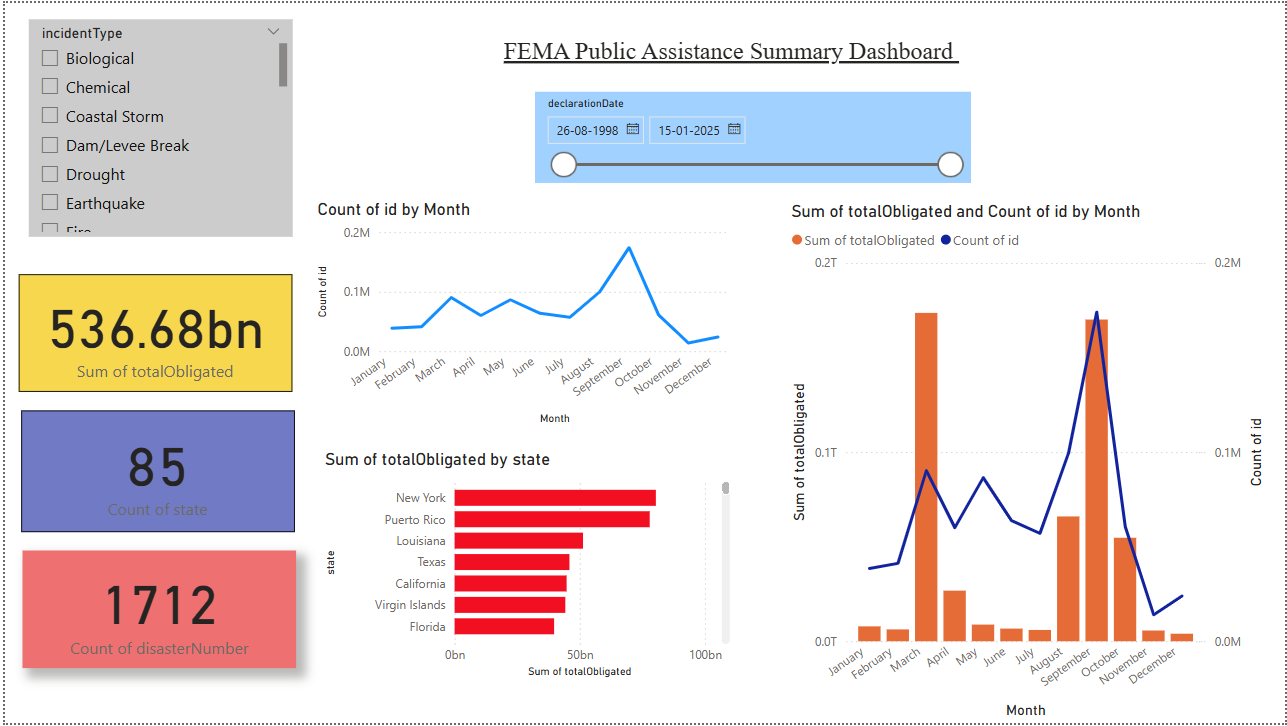 incidentType
Biological
Chemical
Coastal Storm
Dam/Levee Break
Drought
Earthquake
Fire
FEMA Public Assistance Summary Dashboard
declarationDate
26-08-1998
15-01-2025
536.68bn
Sum of totalObligated
85
Count of state
1712
Count of disasterNumber
Count of id by Month
0.2M
0.1M
0.0M
Count of id
January
February
March
April
May
June
July
August
September
October
November
December
Month
Sum of totalObligated by state
state
New York
Puerto Rico
Louisiana
Texas
California
Virgin Islands
Florida
0bn
50bn
100bn
Sum of totalObligated
Sum of totalObligated and Count of id by Month
Sum of totalObligated
Count of id
0.2T
0.1T
0.0T
Sum of totalObligated
0.2M
0.1M
0.0M
Count of id
January
February
March
April
May
June
July
August
September
October
November
December
Month